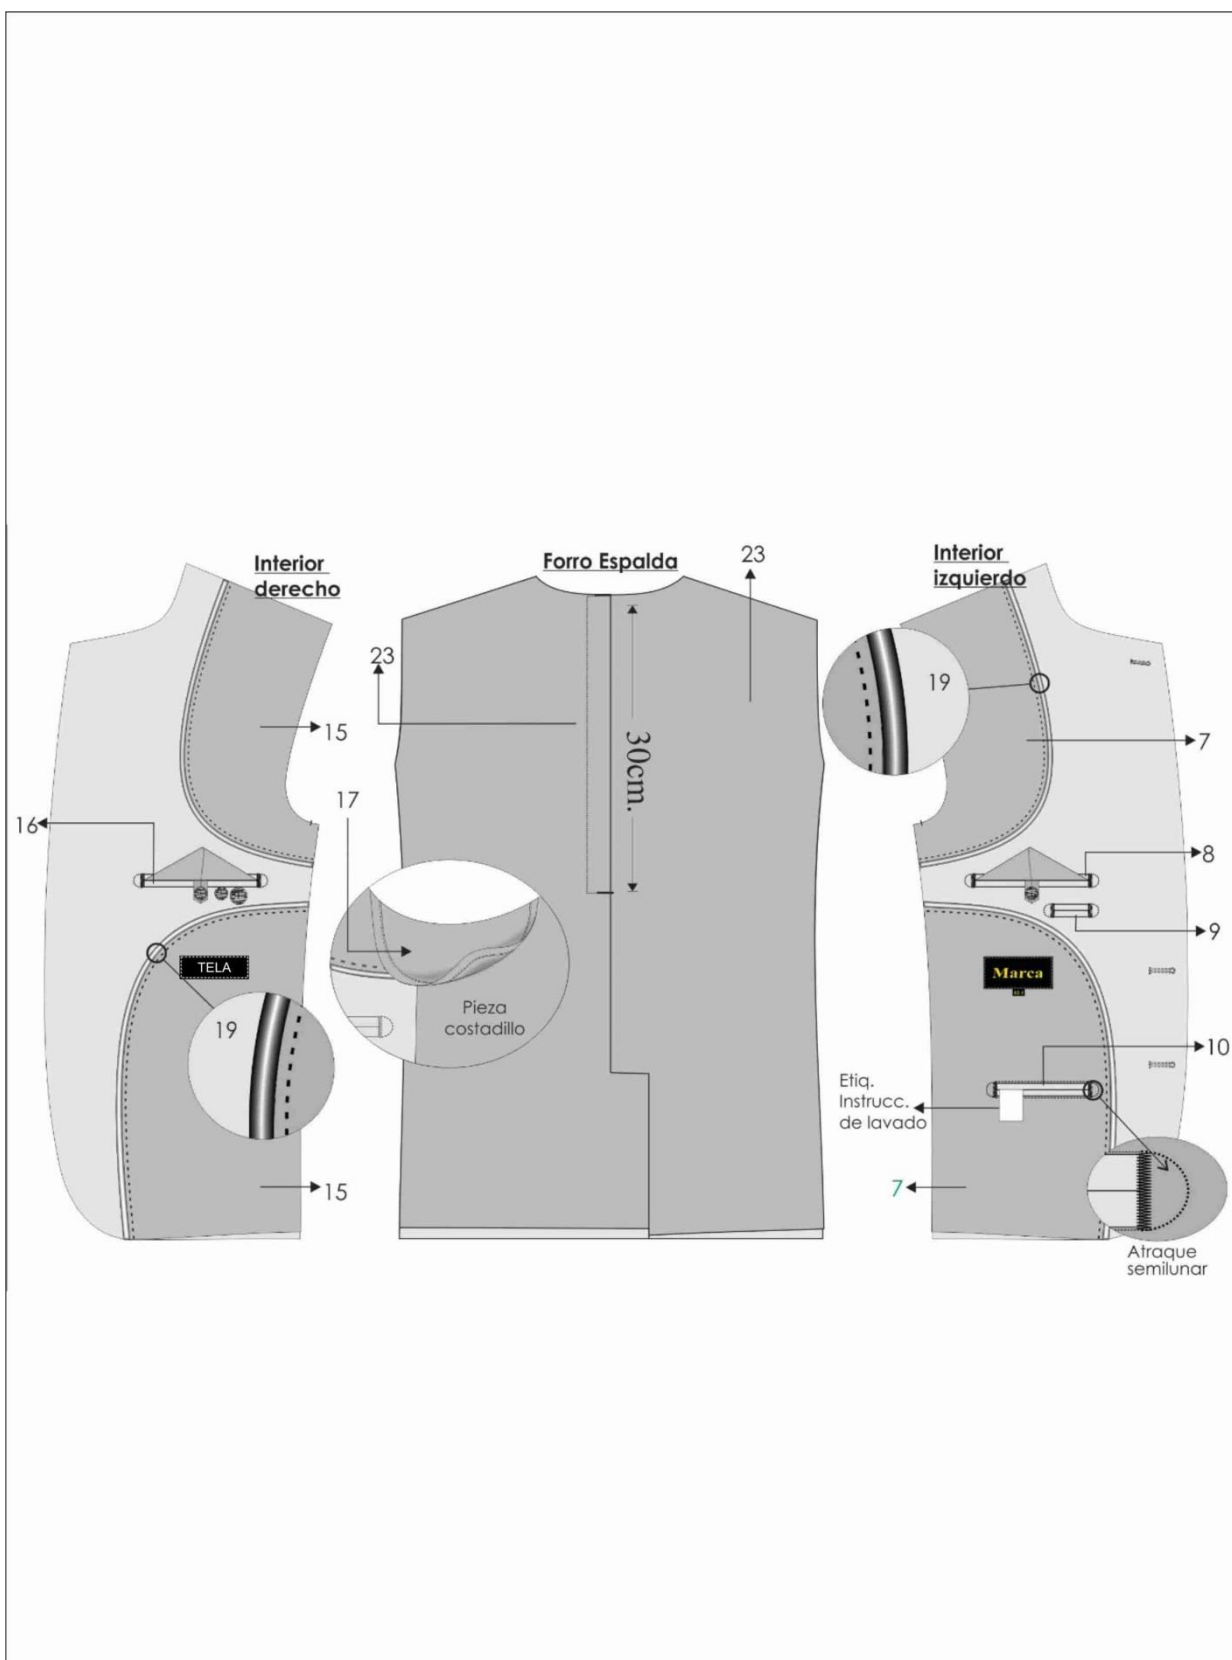 Interior
derecho
15
16
TELA
19
15
Forro Espalda
23
23
30cm.
17
Pieza
costadillo
Interior
izquierdo
19
7
8
9
Marca
10
Etiq.
Instrucc.
de lavado
7
Atraque
semilunar